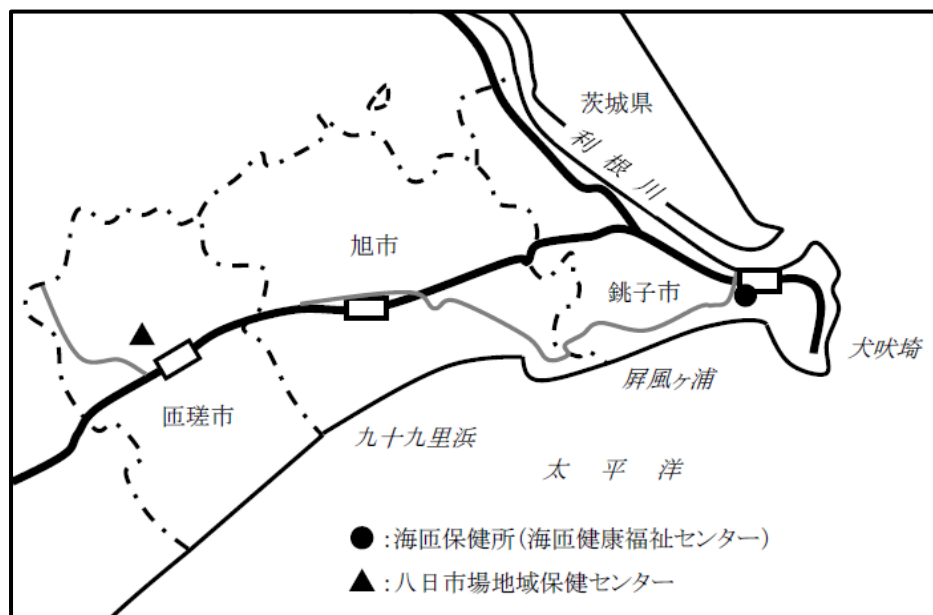 茨城県
利根川
旭市
銚子市
犬吠埼
屏風ヶ浦
匝瑳市
九十九里浜
太平洋
●:海匝保健所(海匝健康福祉センター)
▲:八日市場地域保健センター